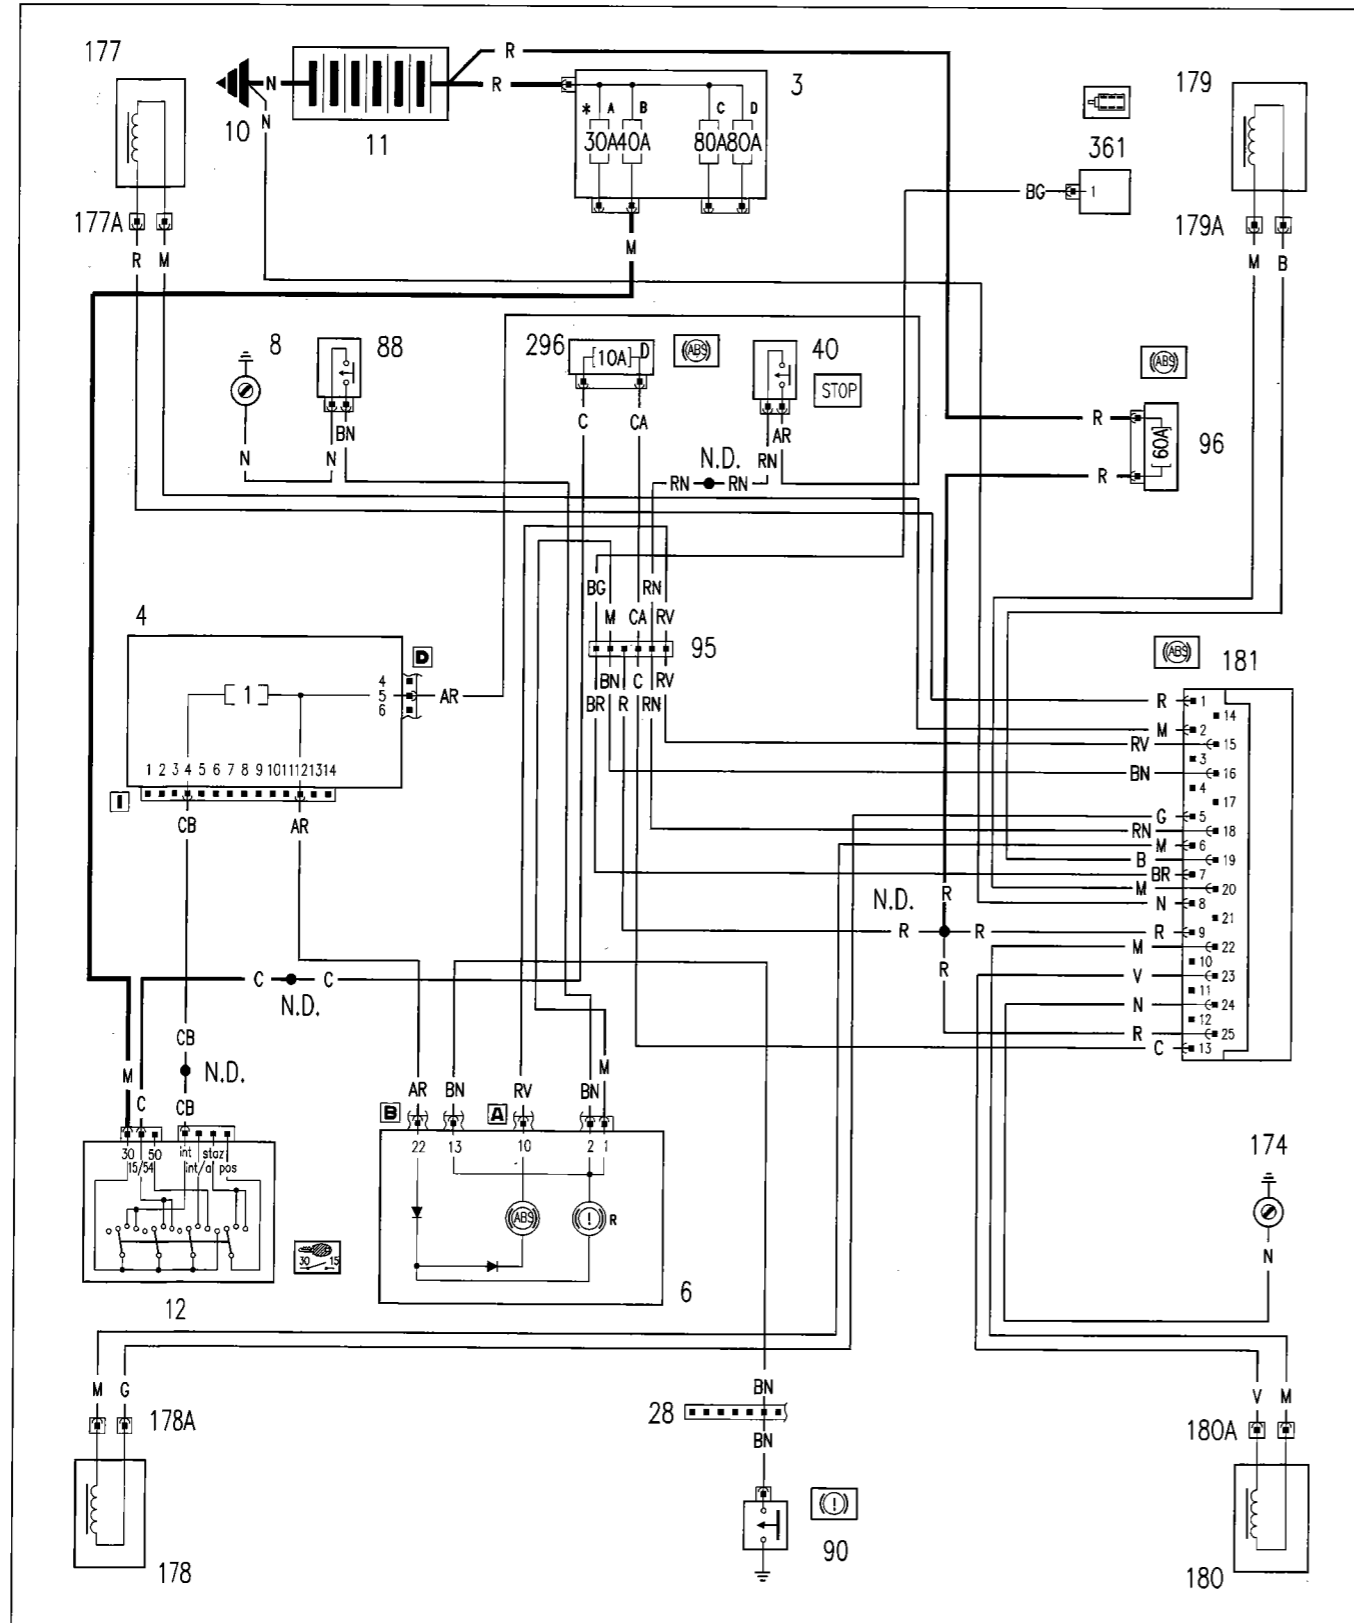 177
10
11
N
N
R
R
3
* A B C D
30A 40A 80A 80A
361
BG
1
179
177A
R M
M
179A
M B
8
88
N
N
BN
296
10A D
(ABS)
C
CA
40
STOP
AR
RN
N.D.
RN RN
(ABS)
R
60A
R
96
4
1
D
4
5
6
AR
1 2 3 4 5 6 7 8 9 10 11 12 13 14
I
CB
AR
BG RN
M CA RV
95
BN C RV
BR R RN
(ABS)
181
R 1
14
M 2
RV 15
3
BN 16
4
17
G 5
RN 18
M 6
B 19
BR 7
M 20
N 8
21
R 9
M 22
10
V 23
11
N 24
12
R 25
C 13
N.D.
R
R R
R
C C
N.D.
CB
N.D.
M
C
CB
30 50 int staz
15/54 int/a pos
30 15
12
AR BN RV BN M
B A
22 13 10 2 1
(ABS) (!) R
6
174
N
M G
178A
178
BN
28
BN
(!)
90
V M
180A
180